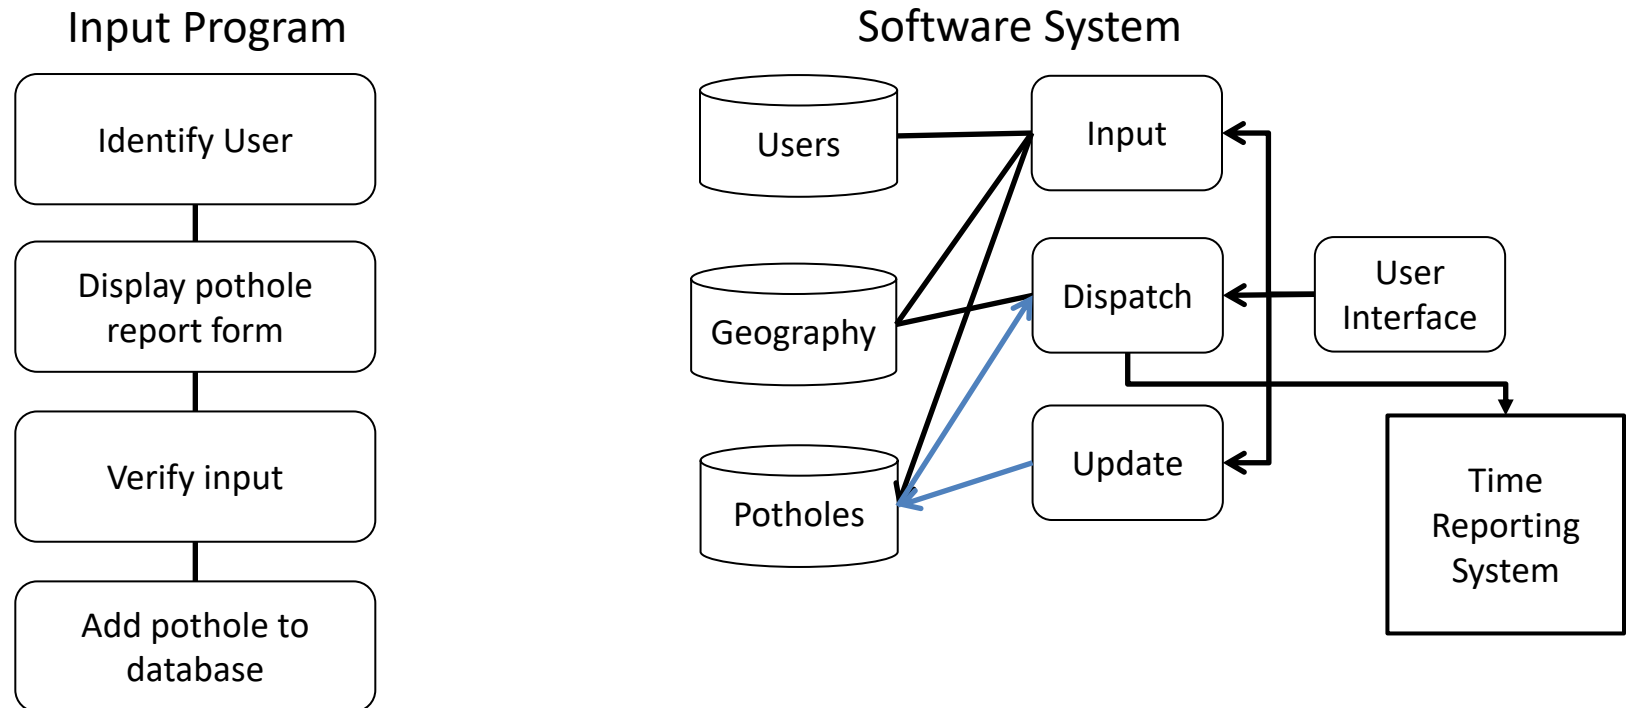 Input Program
Identify User
Display pothole
report form
Verify input
Add pothole to
database
Software System
Users
Input
Geography
Dispatch
User
Interface
Potholes
Update
Time
Reporting
System